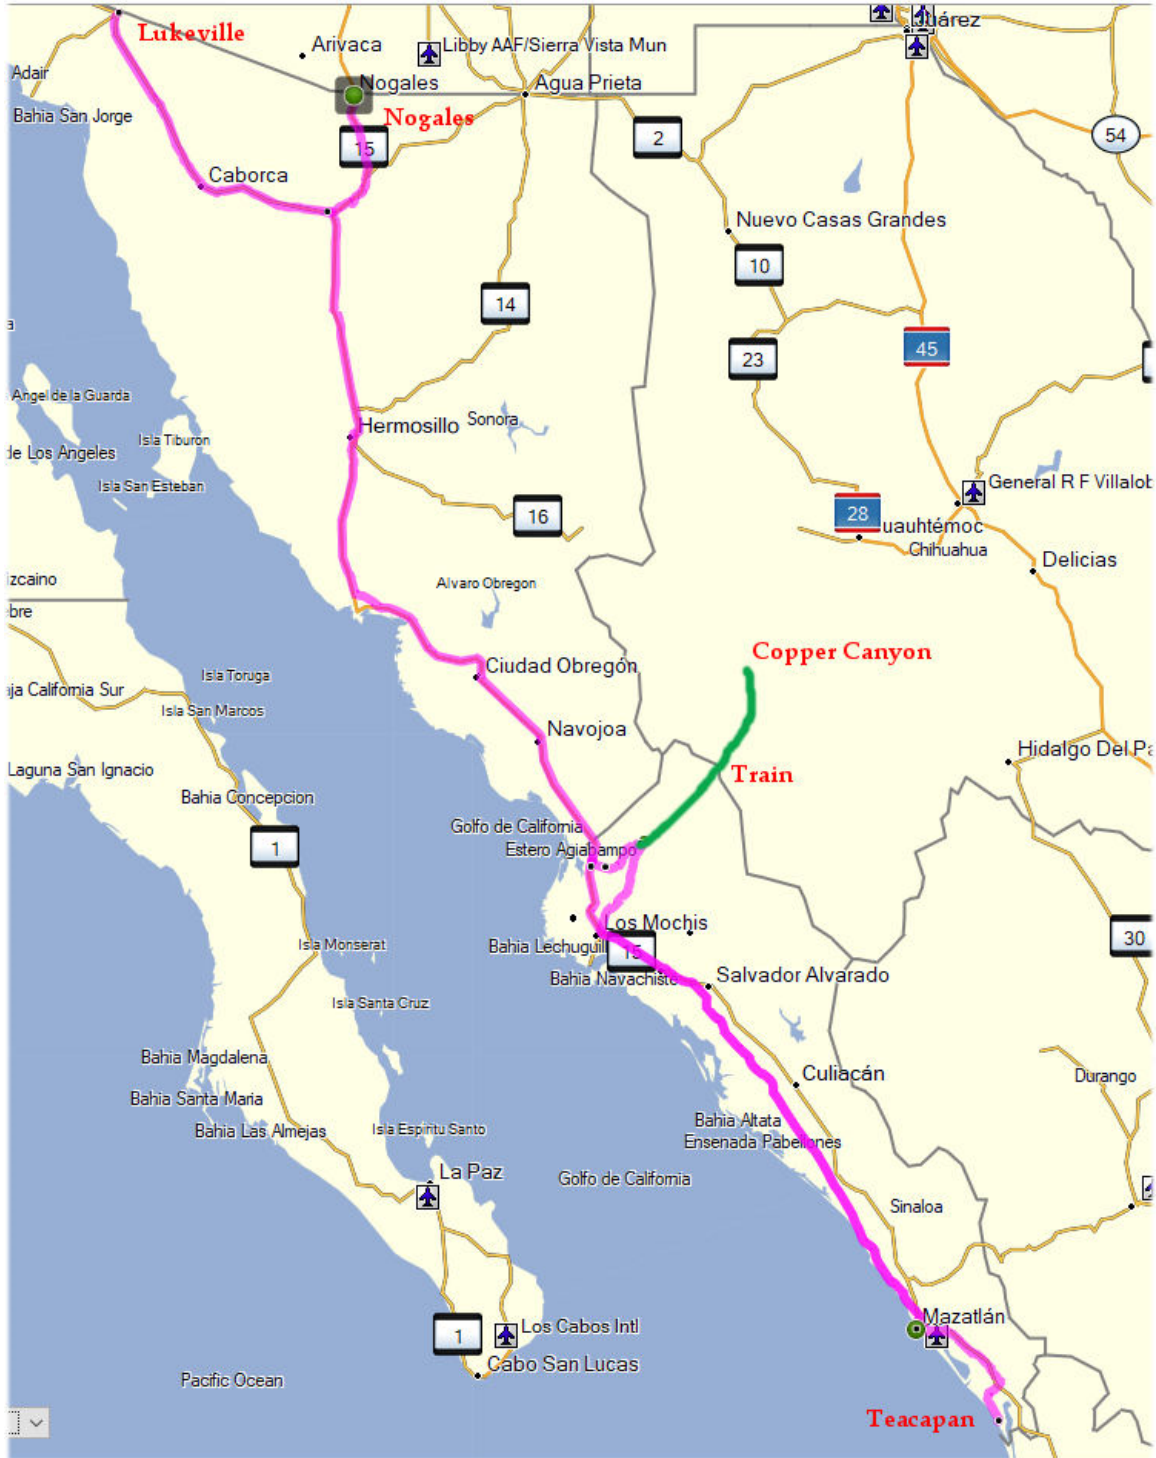 Lukeville
Juárez
Arivaca
Libby AAF/Sierra Vista Mun
Adair
Nogales
Agua Prieta
Bahia San Jorge
Nogales
15
2
54
Caborca
Nuevo Casas Grandes
10
14
23
45
Angel de la Guarda
Hermosillo
Sonora
Isla Tiburon
de Los Angeles
General R F Villalob
Isla San Esteban
16
28
uauhtémoc
Chihuahua
Delicias
izcaino
Alvaro Obregon
ebre
Copper Canyon
Ciudad Obregón
Isla Toruga
aja California Sur
Isla San Marcos
Navojoa
Hidalgo Del Pa
Laguna San Ignacio
Train
Bahia Concepcion
Golfo de California
1
Estero Agiabampo
Los Mochis
30
Isla Monserat
Bahia Lechuguil
15
Bahia Navachiste
Salvador Alvarado
Isla Santa Cruz
Bahia Magdalena
Culiacán
Durango
Bahia Santa Maria
Bahia Altata
Bahia Las Almejas
Isla Espiritu Santo
Ensenada Pabellones
La Paz
Golfo de California
Sinaloa
Mazatlán
1
Los Cabos Intl
Cabo San Lucas
Pacific Ocean
Teacapan